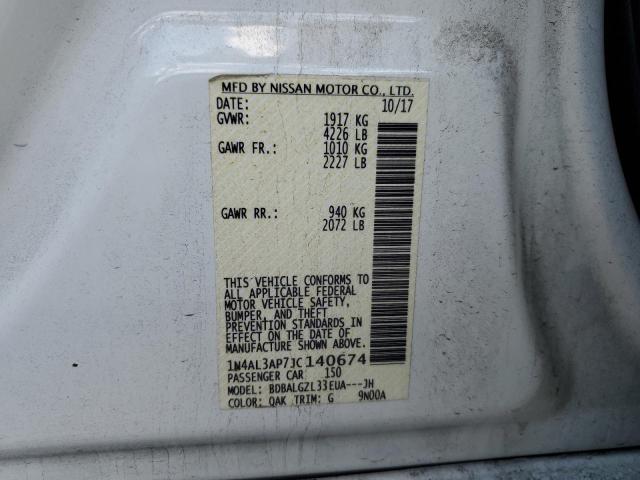 MFD BY NISSAN MOTOR CO., LTD.
DATE: 10/17
GVWR: 1917 KG
4226 LB
GAWR FR.: 1010 KG
2227 LB
GAWR RR.: 940 KG
2072 LB
THIS VEHICLE CONFORMS TO
ALL APPLICABLE FEDERAL
MOTOR VEHICLE SAFETY,
BUMPER, AND THEFT
PREVENTION STANDARDS IN
EFFECT ON THE DATE OF
MANUFACTURE SHOWN ABOVE.
1N4AL3AP7JC140674
PASSENGER CAR 150
MODEL: BDBALGZL33EUA---JH
COLOR: QAK TRIM: G 9N00A